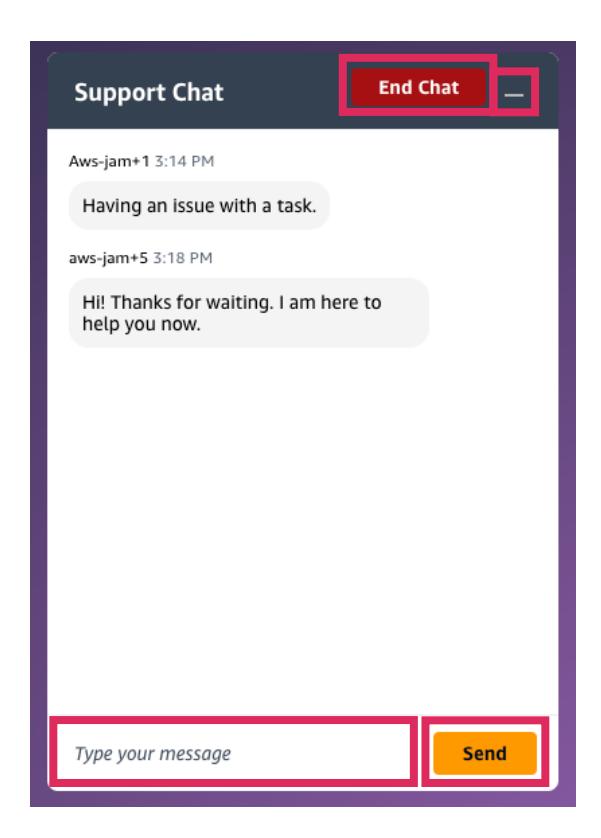 Support Chat
End Chat
Aws-jam+1 3:14 PM
Having an issue with a task.
aws-jam+5 3:18 PM
Hi! Thanks for waiting. I am here to
help you now.
Type your message
Send